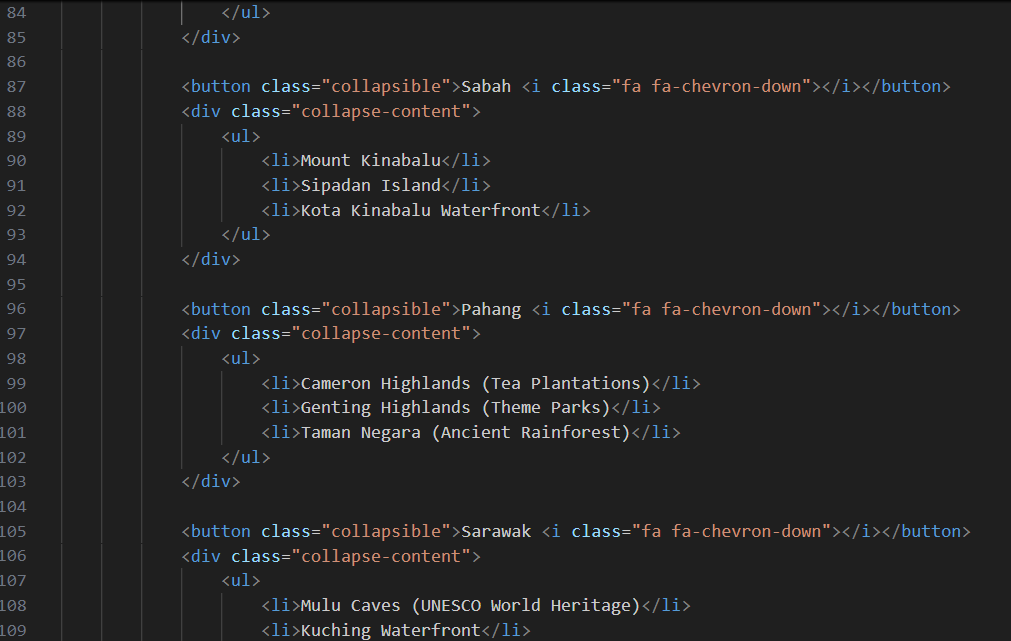 84 </ul>
85 </div>
86
87 <button class="collapsible">Sabah <i class="fa fa-chevron-down"></i></button>
88 <div class="collapse-content">
89 <ul>
90 <li>Mount Kinabalu</li>
91 <li>Sipadan Island</li>
92 <li>Kota Kinabalu Waterfront</li>
93 </ul>
94 </div>
95
96 <button class="collapsible">Pahang <i class="fa fa-chevron-down"></i></button>
97 <div class="collapse-content">
98 <ul>
99 <li>Cameron Highlands (Tea Plantations)</li>
100 <li>Genting Highlands (Theme Parks)</li>
101 <li>Taman Negara (Ancient Rainforest)</li>
102 </ul>
103 </div>
104
105 <button class="collapsible">Sarawak <i class="fa fa-chevron-down"></i></button>
106 <div class="collapse-content">
107 <ul>
108 <li>Mulu Caves (UNESCO World Heritage)</li>
109 <li>Kuching Waterfront</li>